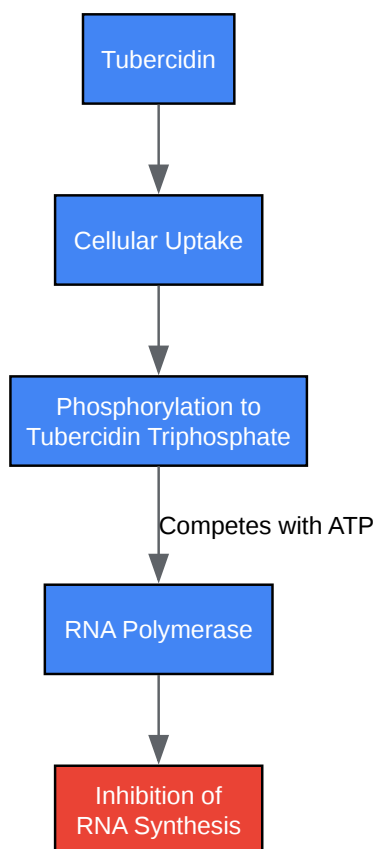 Tubercidin
Cellular Uptake
Phosphorylation to
Tubercidin Triphosphate
Competes with ATP
RNA Polymerase
Inhibition of
RNA Synthesis